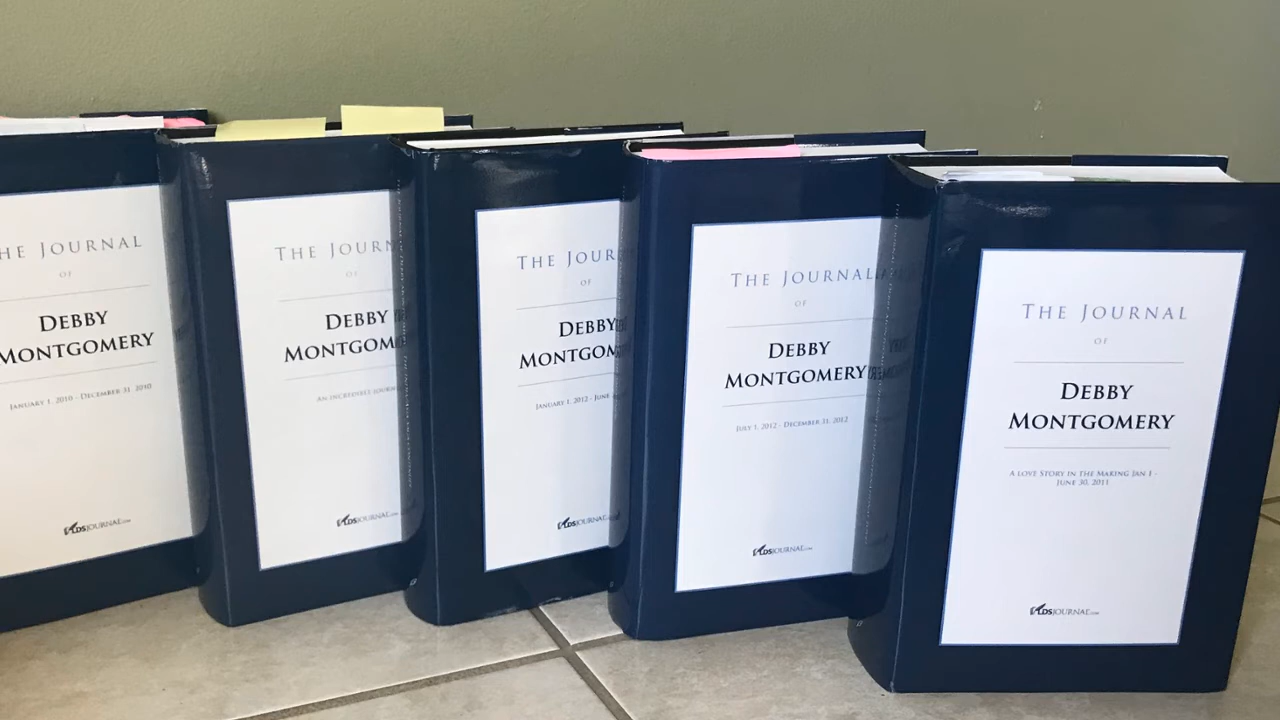 THE JOURNAL
OF
DEBBY
MONTGOMERY
JANUARY 1, 2010 - DECEMBER 31, 2010
LDSJOURNAL.COM
THE JOURN
OF
DEBBY
MONTGOM
AN INCREDIBLE JOURN
LDSJOURNAL.COM
THE JOUR
OF
DEBBY
MONTGOM
JANUARY 1, 2012 - JUNE
LDSJOURNAL.COM
THE JOURNAL
OF
DEBBY
MONTGOMERY
JULY 1, 2012 - DECEMBER 31, 2012
LDSJOURNAL.COM
THE JOURNAL
OF
DEBBY
MONTGOMERY
A LOVE STORY IN THE MAKING JAN 1 -
JUNE 30, 2011
LDSJOURNAL.COM